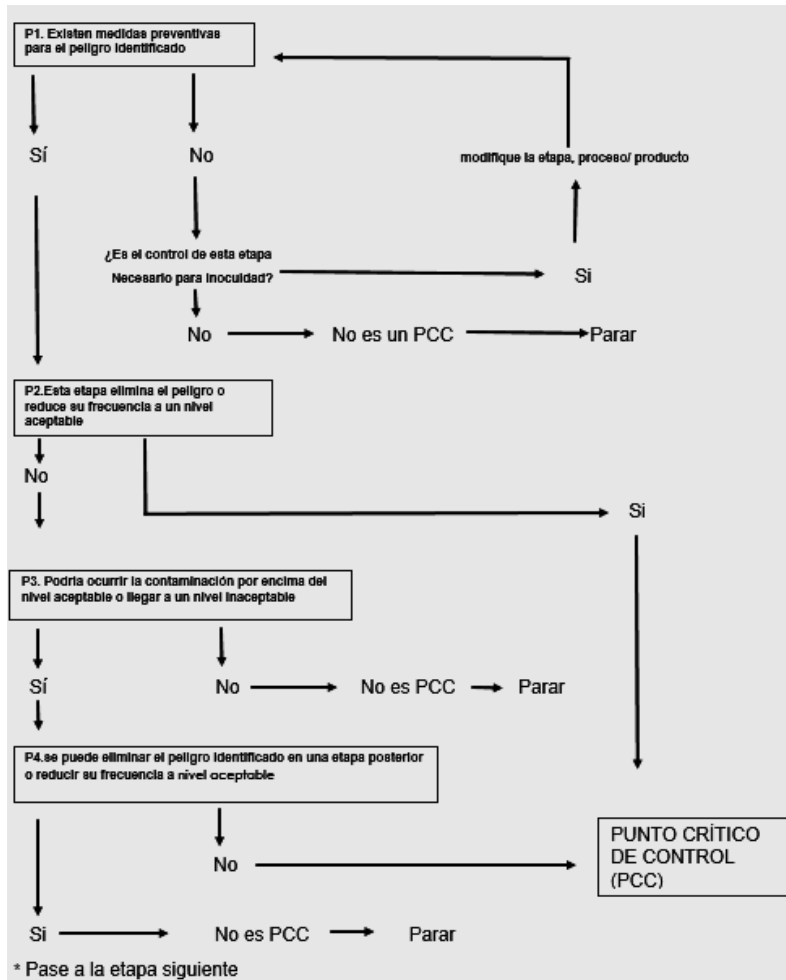 P1. Existen medidas preventivas
para el peligro identificado
Sí
No
modifique la etapa, proceso/ producto
¿Es el control de esta etapa
Necesario para inocuidad?
Si
No
No es un PCC
Parar
P2.Esta etapa elimina el peligro o
reduce su frecuencia a un nivel
aceptable
No
Si
P3. Podria ocurrir la contaminación por encima del
nivel aceptable o llegar a un nivel inaceptable
Sí
No
No es PCC
Parar
P4.se puede eliminar el peligro identificado en una etapa posterior
o reducir su frecuencia a nivel aceptable
No
PUNTO CRÍTICO
DE CONTROL
(PCC)
Si
No es PCC
Parar
* Pase a la etapa siguiente